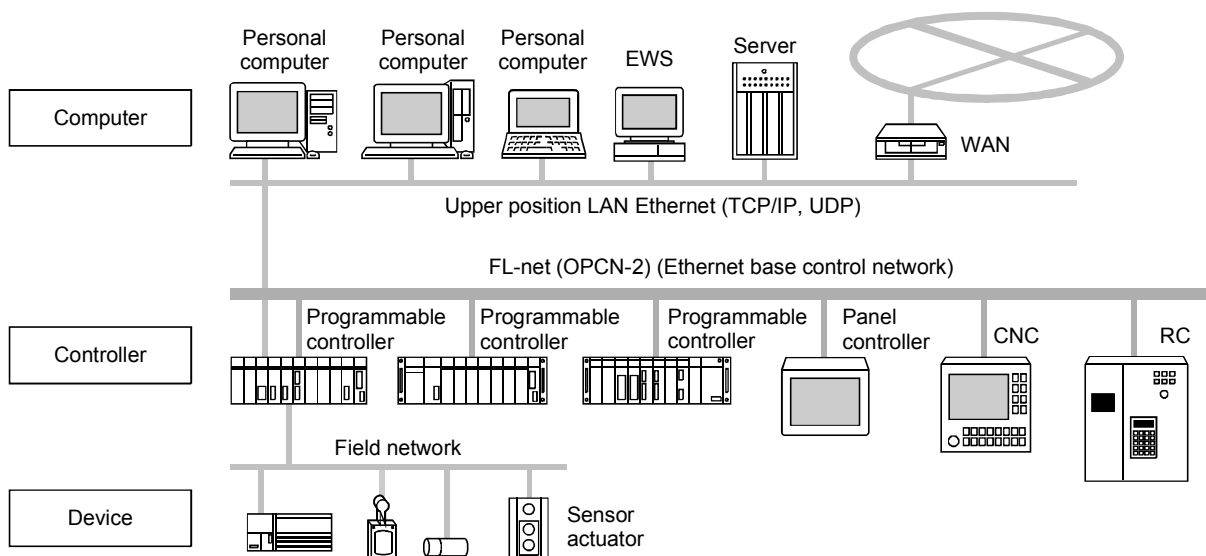 Personal
computer
Personal
computer
Personal
computer
EWS
Server
Computer
WAN
Upper position LAN Ethernet (TCP/IP, UDP)
FL-net (OPCN-2) (Ethernet base control network)
Controller
Programmable
controller
Programmable
controller
Programmable
controller
Panel
controller
CNC
RC
Field network
Device
Sensor
actuator